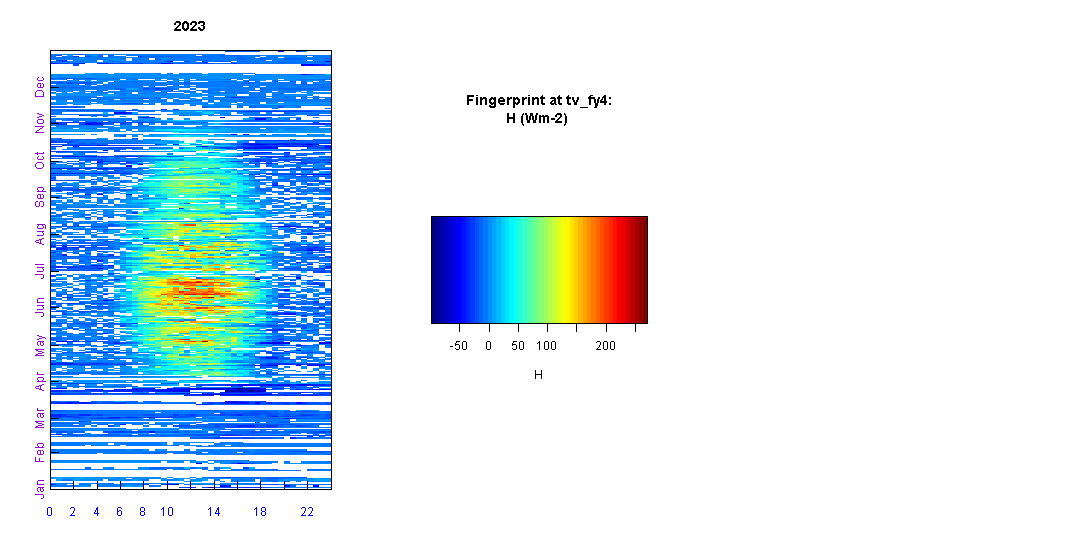 2023
Fingerprint at tv_fy4:
H (Wm-2)
Dec
Nov
Oct
Sep
Aug
Jul
Jun
May
Apr
Mar
Feb
Jan
0 2 4 6 8 10 14 18 22
-50 0 50 100 200
H